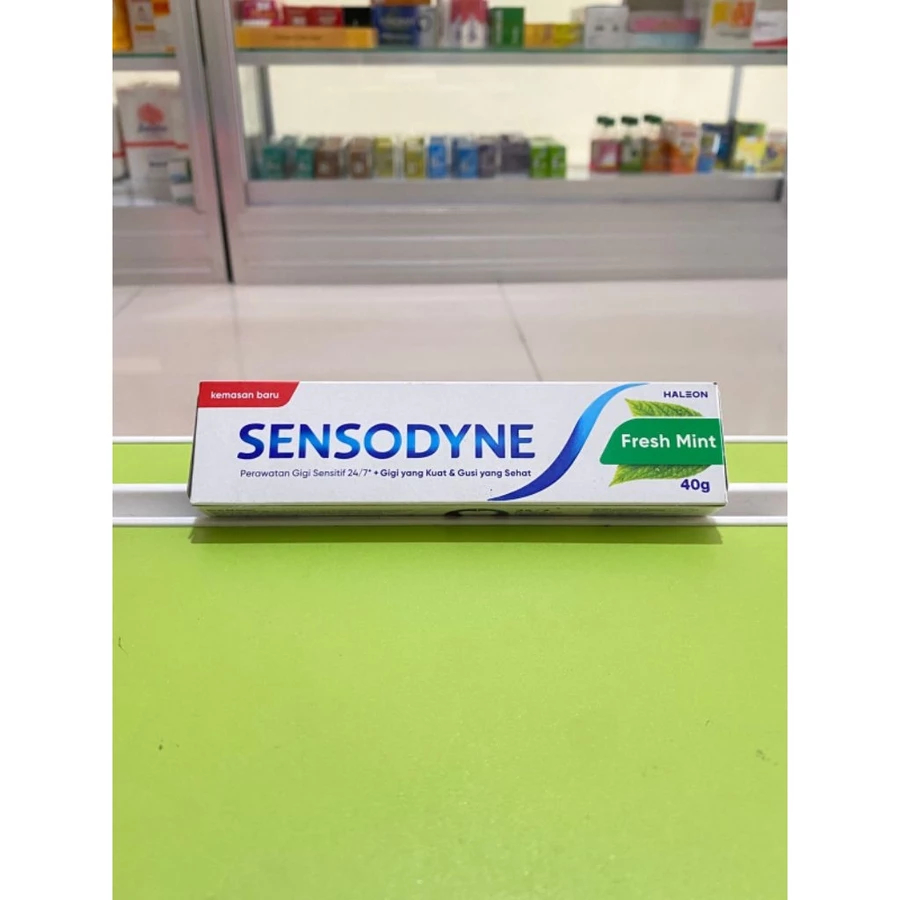 kemasan baru
HALEON
SENSODYNE
Fresh Mint
Perawatan Gigi Sensitif 24/7* + Gigi yang Kuat & Gusi yang Sehat
40g